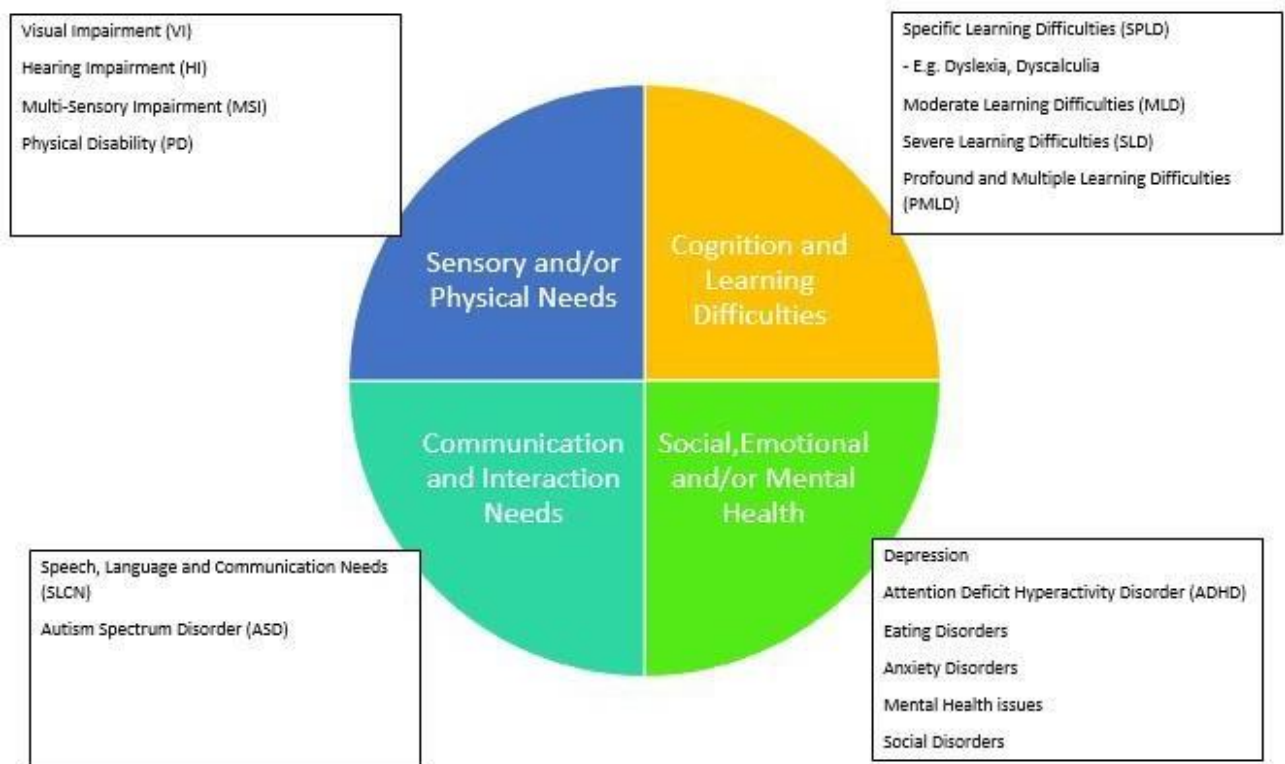 Visual Impairment (VI)
Hearing Impairment (HI)
Multi-Sensory Impairment (MSI)
Physical Disability (PD)
Specific Learning Difficulties (SPLD)
- E.g. Dyslexia, Dyscalculia
Moderate Learning Difficulties (MLD)
Severe Learning Difficulties (SLD)
Profound and Multiple Learning Difficulties
(PMLD)
Sensory and/or
Physical Needs
Cognition and
Learning
Difficulties
Communication
and Interaction
Needs
Social,Emotional
and/or Mental
Health
Speech, Language and Communication Needs
(SLCN)
Autism Spectrum Disorder (ASD)
Depression
Attention Deficit Hyperactivity Disorder (ADHD)
Eating Disorders
Anxiety Disorders
Mental Health issues
Social Disorders